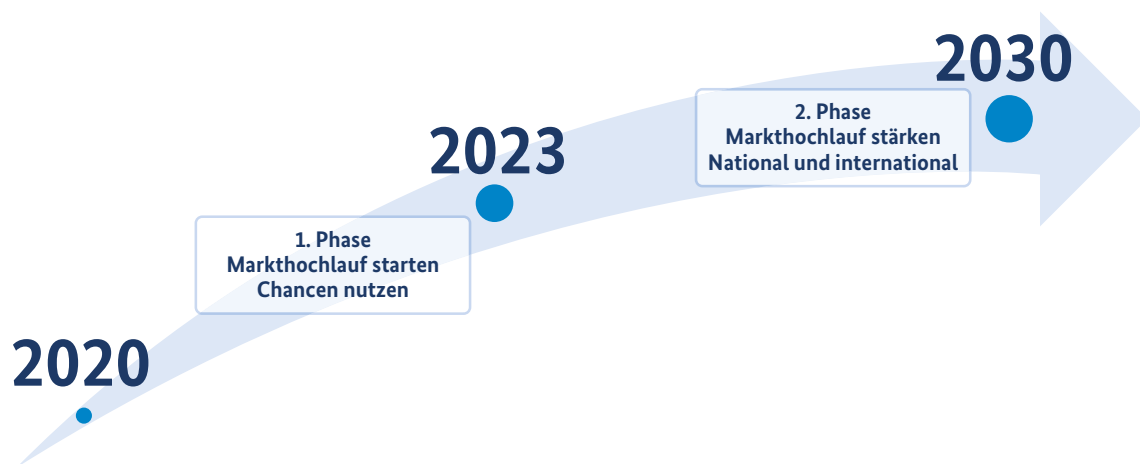 2020
1. Phase
Markthochlauf starten
Chancen nutzen
2023
2. Phase
Markthochlauf stärken
National und international
2030